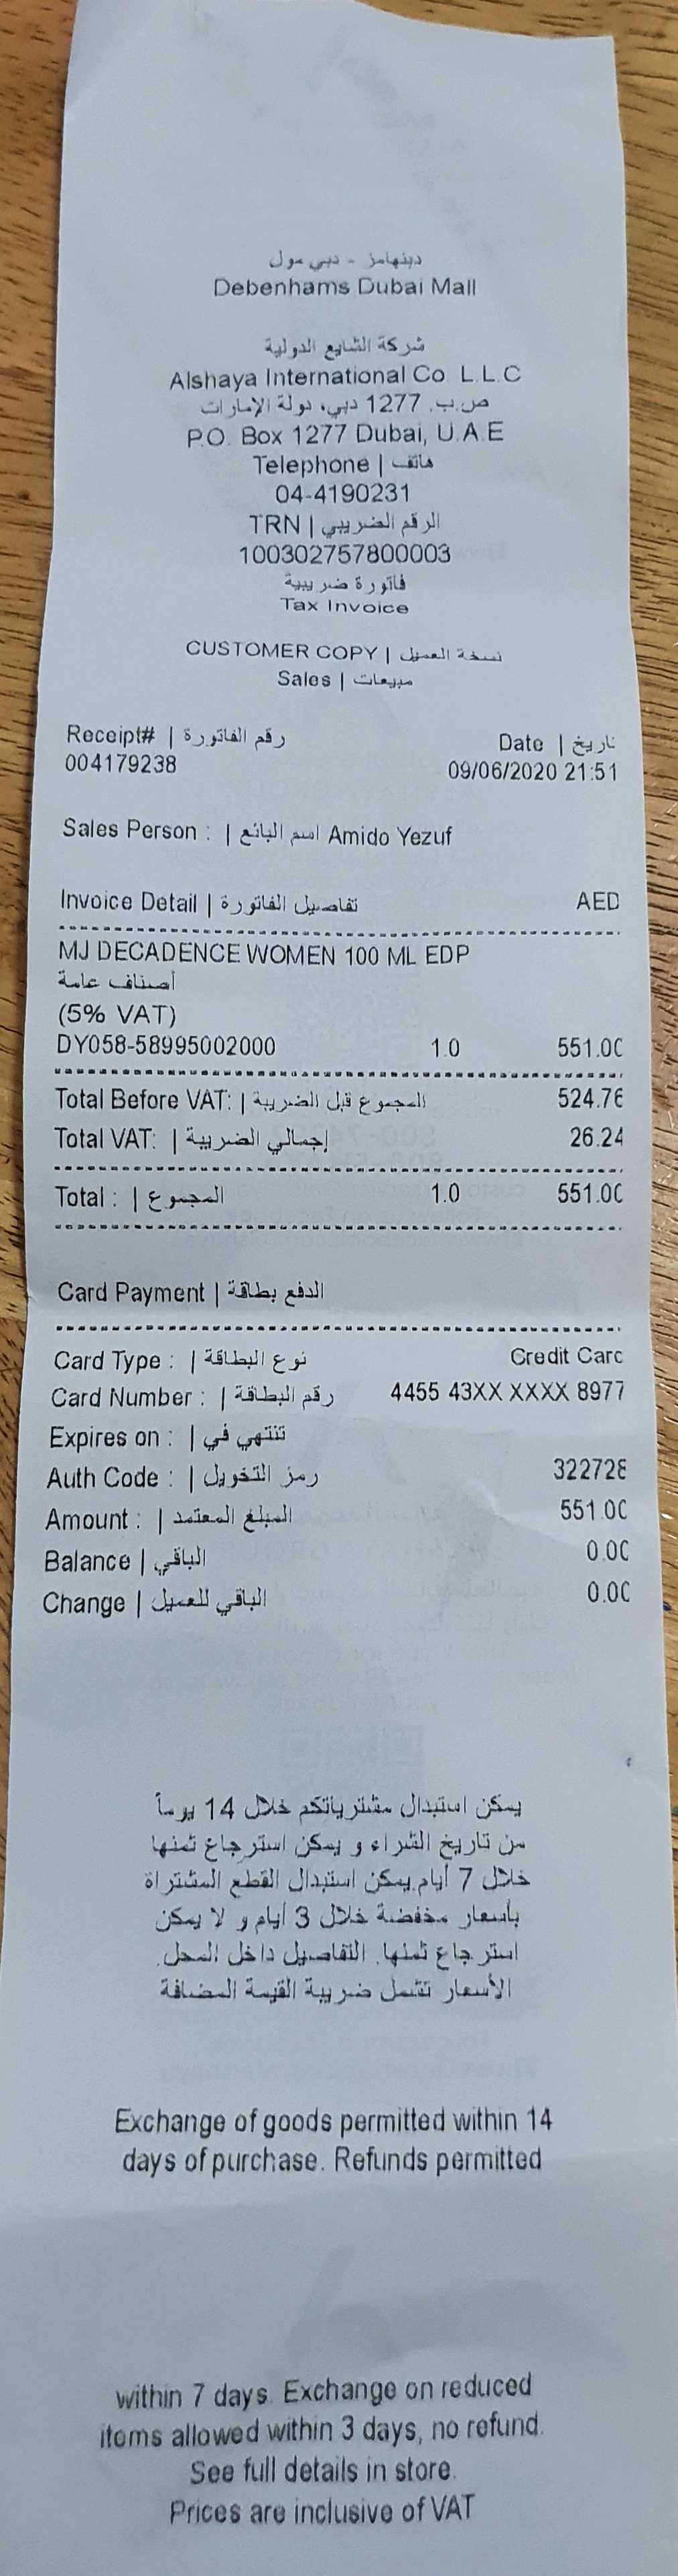 دبنهامز - دبي مول
Debenhams Dubai Mall
شركة الشايع الدولية
Alshaya International Co L.L.C
ص.ب. 1277 دبي، دولة الإمارات
P.O. Box 1277 Dubai, U.A.E
Telephone | هاتف
04-4190231
TRN | الرقم الضريبي
100302757800003
فاتورة ضريبية
Tax Invoice
CUSTOMER COPY | نسخة العميل
Sales | مبيعات
Receipt# | رقم الفاتورة
Date | تاريخ
004179238
09/06/2020 21:51
Sales Person : | اسم البائع Amido Yezuf
Invoice Detail | تفاصيل الفاتورة AED
MJ DECADENCE WOMEN 100 ML EDP
أصناف عامة
(5% VAT)
DY058-58995002000 1.0 551.00
Total Before VAT: | المجموع قبل الضريبة 524.76
Total VAT: | إجمالي الضريبة 26.24
Total : | المجموع 1.0 551.00
Card Payment | الدفع بطاقة
Card Type : | نوع البطاقة Credit Card
Card Number : | رقم البطاقة 4455 43XX XXXX 8977
Expires on : | تنتهي في
Auth Code : | رمز التخويل 322728
Amount : | المبلغ المعتمد 551.00
Balance | الباقي 0.00
Change | الباقي للعميل 0.00
يمكن استبدال مشترياتكم خلال 14 يوماً
من تاريخ الشراء و يمكن استرجاع ثمنها
خلال 7 أيام.يمكن استبدال القطع المشتراة
بأسعار مخفضة خلال 3 أيام و لا يمكن
استرجاع ثمنها. التفاصيل داخل المحل.
الأسعار تشمل ضريبة القيمة المضافة
Exchange of goods permitted within 14
days of purchase. Refunds permitted
within 7 days. Exchange on reduced
items allowed within 3 days, no refund.
See full details in store.
Prices are inclusive of VAT